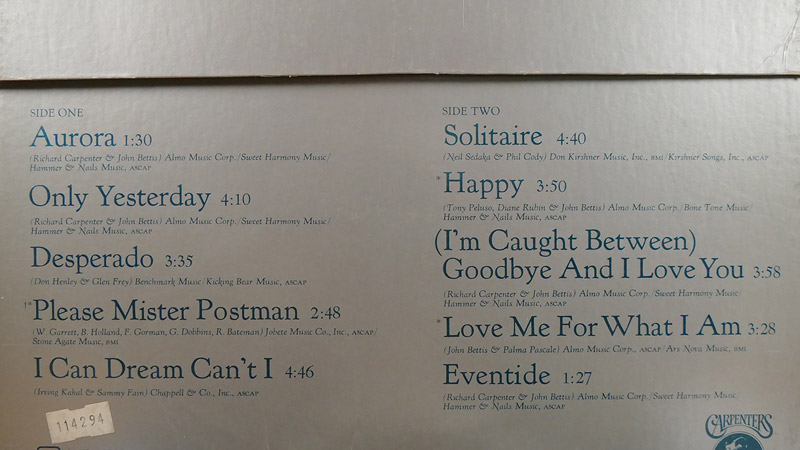 SIDE ONE
Aurora 1:30
(Richard Carpenter & John Bettis) Almo Music Corp./Sweet Harmony Music/
Hammer & Nails Music, ASCAP
Only Yesterday 4:10
(Richard Carpenter & John Bettis) Almo Music Corp./Sweet Harmony Music/
Hammer & Nails Music, ASCAP
Desperado 3:35
(Don Henley & Glen Frey) Benchmark Music/Kicking Bear Music, ASCAP
†*Please Mister Postman 2:48
(W. Garrett, B. Holland, F. Gorman, G. Dobbins, R. Bateman) Jobete Music Co., Inc., ASCAP/
Stone Agate Music, BMI
I Can Dream Can't I 4:46
(Irving Kahal & Sammy Fain) Chappell & Co., Inc., ASCAP
114294
SIDE TWO
Solitaire 4:40
(Neil Sedaka & Phil Cody) Don Kirshner Music, Inc., BMI/Kirshner Songs, Inc., ASCAP
*Happy 3:50
(Tony Peluso, Diane Rubin & John Bettis) Almo Music Corp./Bone Tone Music/
Hammer & Nails Music, ASCAP
(I'm Caught Between)
Goodbye And I Love You 3:58
(Richard Carpenter & John Bettis) Almo Music Corp./Sweet Harmony Music/
Hammer & Nails Music, ASCAP
*Love Me For What I Am 3:28
(John Bettis & Palma Pascale) Almo Music Corp., ASCAP/Ars Nova Music, BMI
Eventide 1:27
(Richard Carpenter & John Bettis) Almo Music Corp./Sweet Harmony Music,
Hammer & Nails Music, ASCAP
CARPENTERS